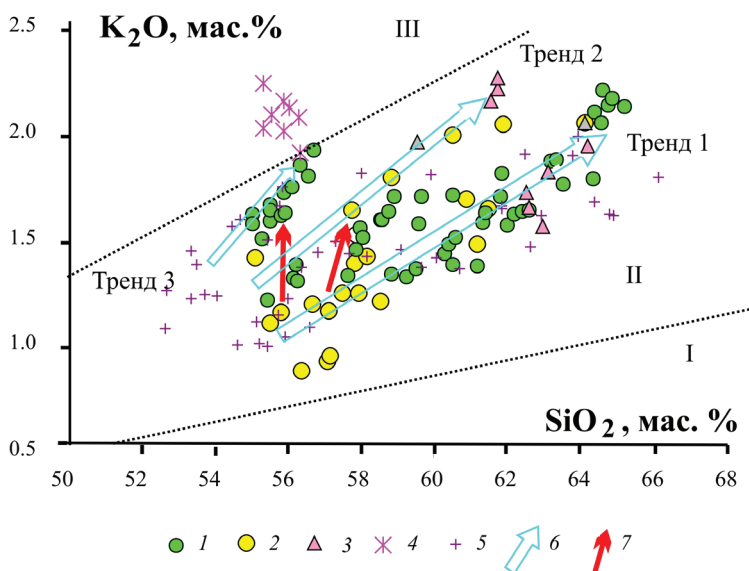 K₂O, мас.%
III
2.5
Тренд 2
2.0
Тренд 1
1.5
Тренд 3
II
1.0
I
SiO₂, мас. %
0.5
50 52 54 56 58 60 62 64 66 68
1 2 3 4 5 6 7